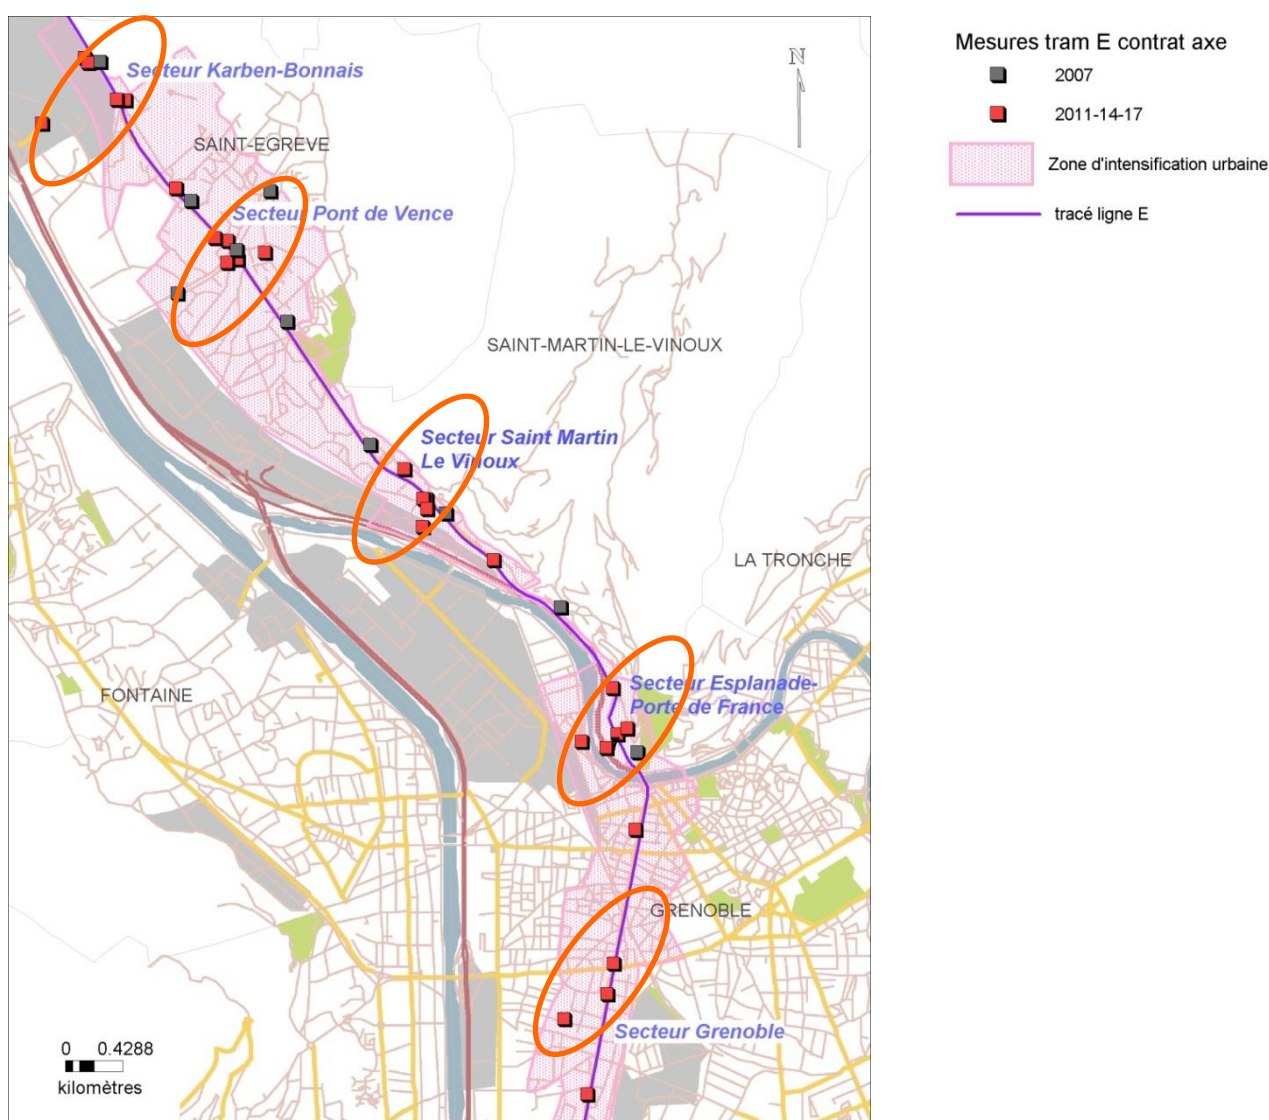 Mesures tram E contrat axe
2007
2011-14-17
Zone d'intensification urbaine
tracé ligne E
N
Secteur Karben-Bonnais
SAINT-EGREVE
Secteur Pont de Vence
SAINT-MARTIN-LE-VINOUX
Secteur Saint Martin
Le Vinoux
LA TRONCHE
FONTAINE
Secteur Esplanade-
Porte de France
GRENOBLE
Secteur Grenoble
0 0.4288
kilomètres